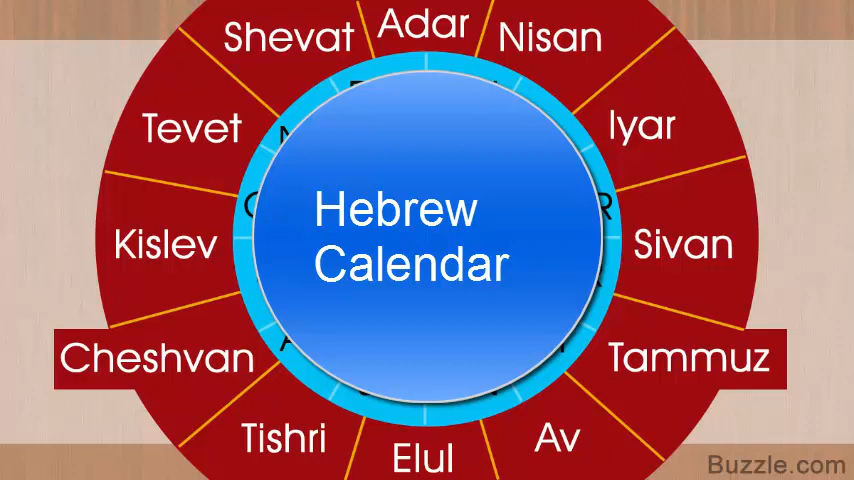 Shevat
Adar
Nisan
Tevet
Iyar
Hebrew
Calendar
Kislev
Sivan
Cheshvan
Tammuz
Tishri
Elul
Av
Buzzle.com